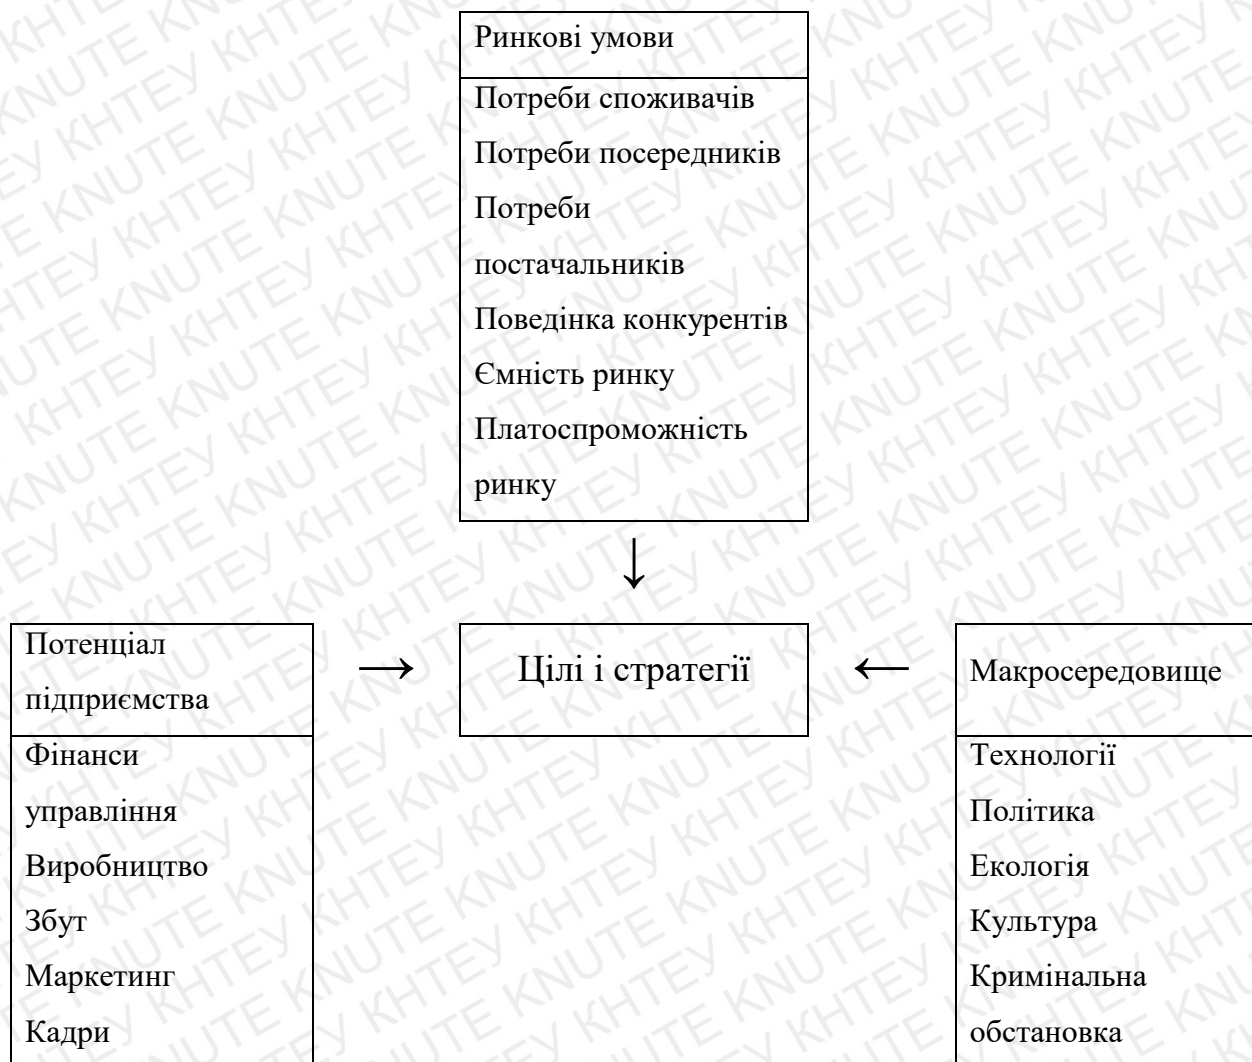 Ринкові умови
Потреби споживачів
Потреби посередників
Потреби
постачальників
Поведінка конкурентів
Ємність ринку
Платоспроможність
ринку
↓
Потенціал
підприємства
→
Цілі і стратегії
←
Макросередовище
Фінанси
управління
Виробництво
Збут
Маркетинг
Кадри
Технології
Політика
Екологія
Культура
Кримінальна
обстановка